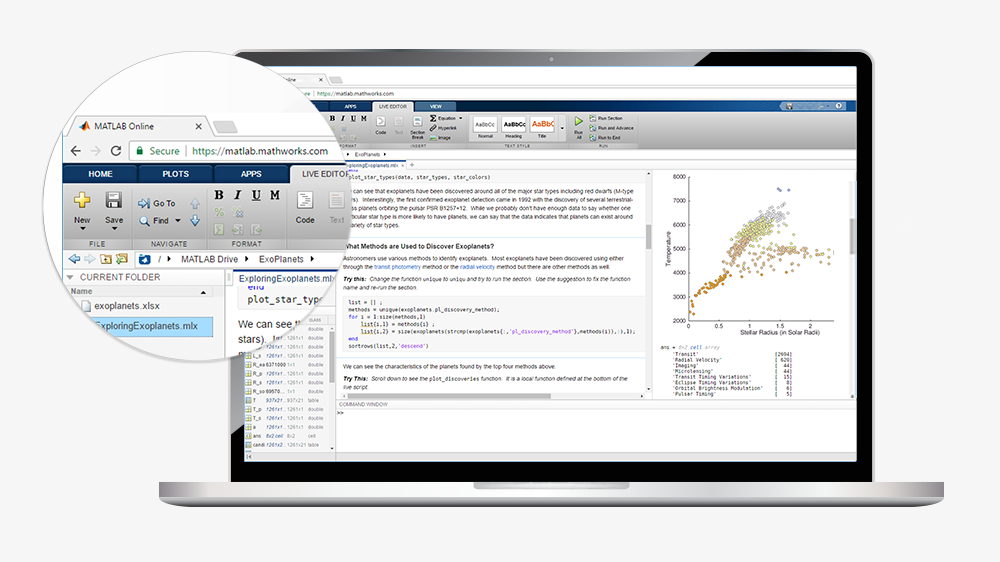 MATLAB Online
Secure https://matlab.mathworks.com
HOME PLOTS APPS LIVE EDITOR
New Save Go To Find B I U M Code Text
FILE NAVIGATE FORMAT
/ MATLAB Drive ExoPlanets
CURRENT FOLDER
Name
exoplanets.xlsx
ExploringExoplanets.mlx
ExploringExoplanets.mlx
end
plot_star_types
We can see th
stars).
https://matlab.mathworks.com
APPS LIVE EDITOR VIEW
B I U M
Code Text Section Break
Equation
Hyperlink
Image
AaBbCc AaBbCc AaBbC
Normal Heading Title
Run All
Run Section
Run and Advance
Run to End
INSERT TEXT STYLE RUN
ExoPlanets
plot_star_types(data, star_types, star_colors)
can see that exoplanets have been discovered around all of the major star types including red dwarfs (M-type
Interestingly, the first confirmed exoplanet detection came in 1992 with the discovery of several terrestrial-
planets orbiting the pulsar PSR B1257+12. While we probably don't have enough data to say whether one
particular star type is more likely to have planets, we can say that the data indicates that planets can exist around
variety of star types.
What Methods are Used to Discover Exoplanets?
Astronomers use various methods to identify exoplanets. Most exoplanets have been discovered using either
through the transit photometry method or the radial velocity method but there are other methods as well.
Try this: Change the function unique to uniqu and try to run the section. Use the suggestion to fix the function
name and re-run the section.
list = [] ;
methods = unique(exoplanets.pl_discovery_method);
for i = 1:size(methods,1)
list(i,1) = methods(i) ,
list(i,2) = size(exoplanets(strcmp(exoplanets{:,'pl_discovery_method'},methods(i)),:),1);
end
sortrows(list,2,'descend')
We can see the characteristics of the planets found by the top four methods above.
Try This: Scroll down to see the plot_discoveries function. It is a local function defined at the bottom of the
live script.
COMMAND WINDOW
>>
CLASS
double
T 937x21 table
ans 8x2 cell 8x2 cell
8000
7000
6000
5000
4000
3000
2000
Temperature
0 0.5 1 1.5 2
Stellar Radius (in Solar Radii)
ans = 8x2 cell array
'Transit' [2694]
'Radial Velocity' [ 620]
'Imaging' [ 44]
'Microlensing' [ 44]
'Transit Timing Variations' [ 15]
'Eclipse Timing Variations' [ 8]
'Orbital Brightness Modulation' [ 6]
'Pulsar Timing' [ 5]